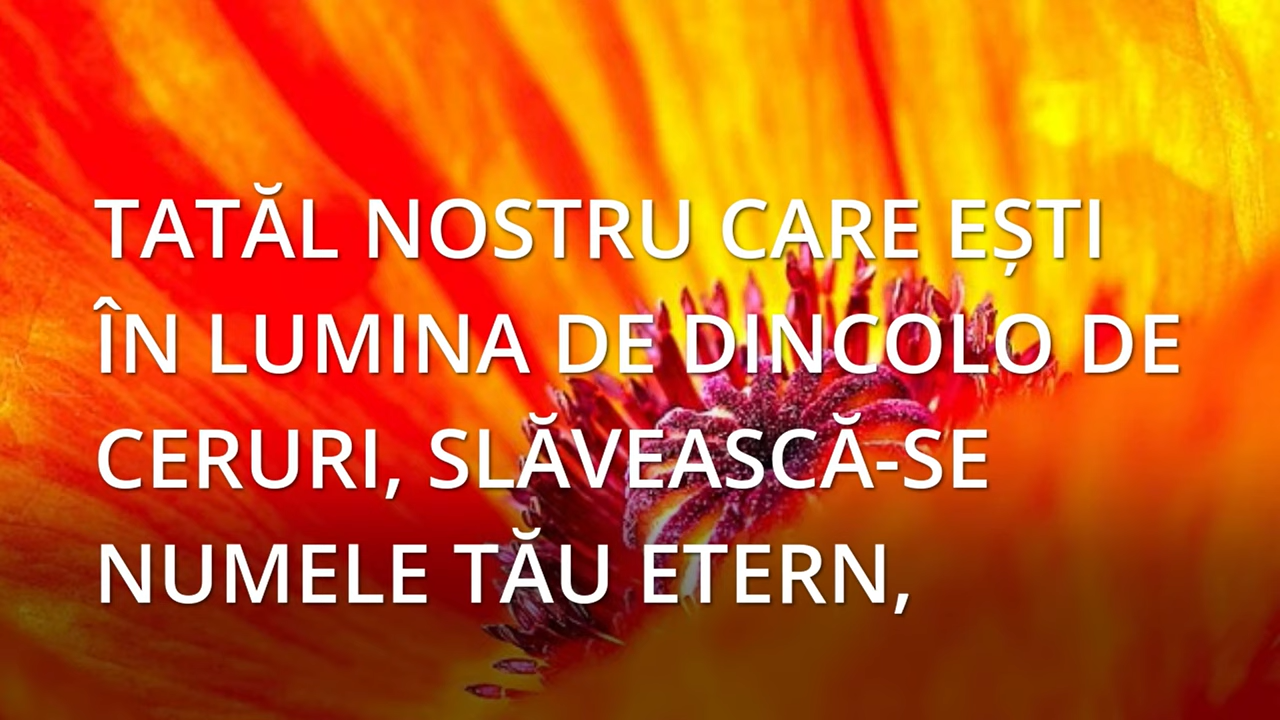 TATĂL NOSTRU CARE EȘTI
ÎN LUMINA DE DINCOLO DE
CERURI, SLĂVEASCĂ-SE
NUMELE TĂU ETERN,